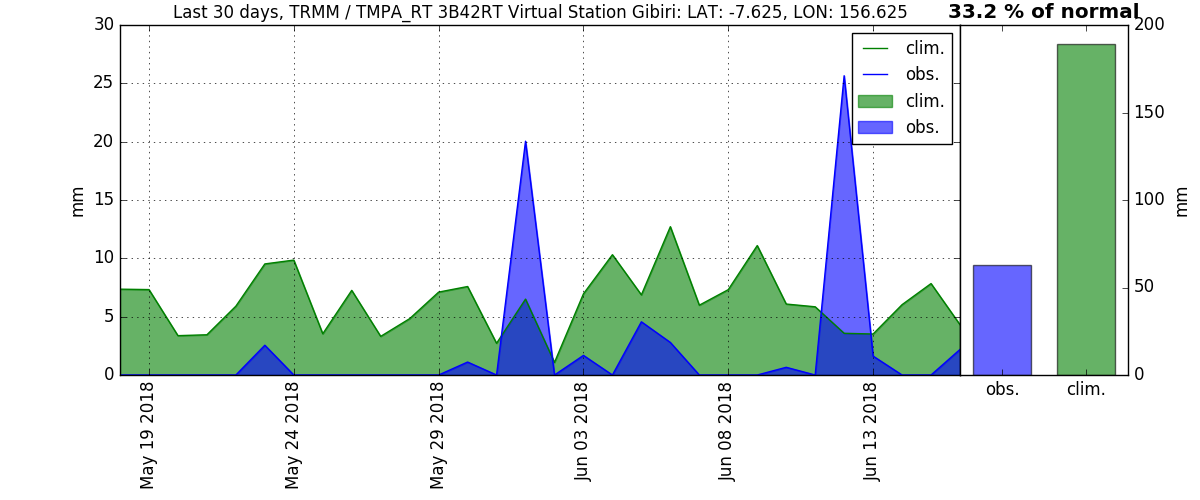 Last 30 days, TRMM / TMPA_RT 3B42RT Virtual Station Gibiri: LAT: -7.625, LON: 156.625
33.2 % of normal
30
25
20
15
10
5
0
mm
clim.
obs.
clim.
obs.
May 19 2018
May 24 2018
May 29 2018
Jun 03 2018
Jun 08 2018
Jun 13 2018
200
150
100
50
0
mm
obs.
clim.